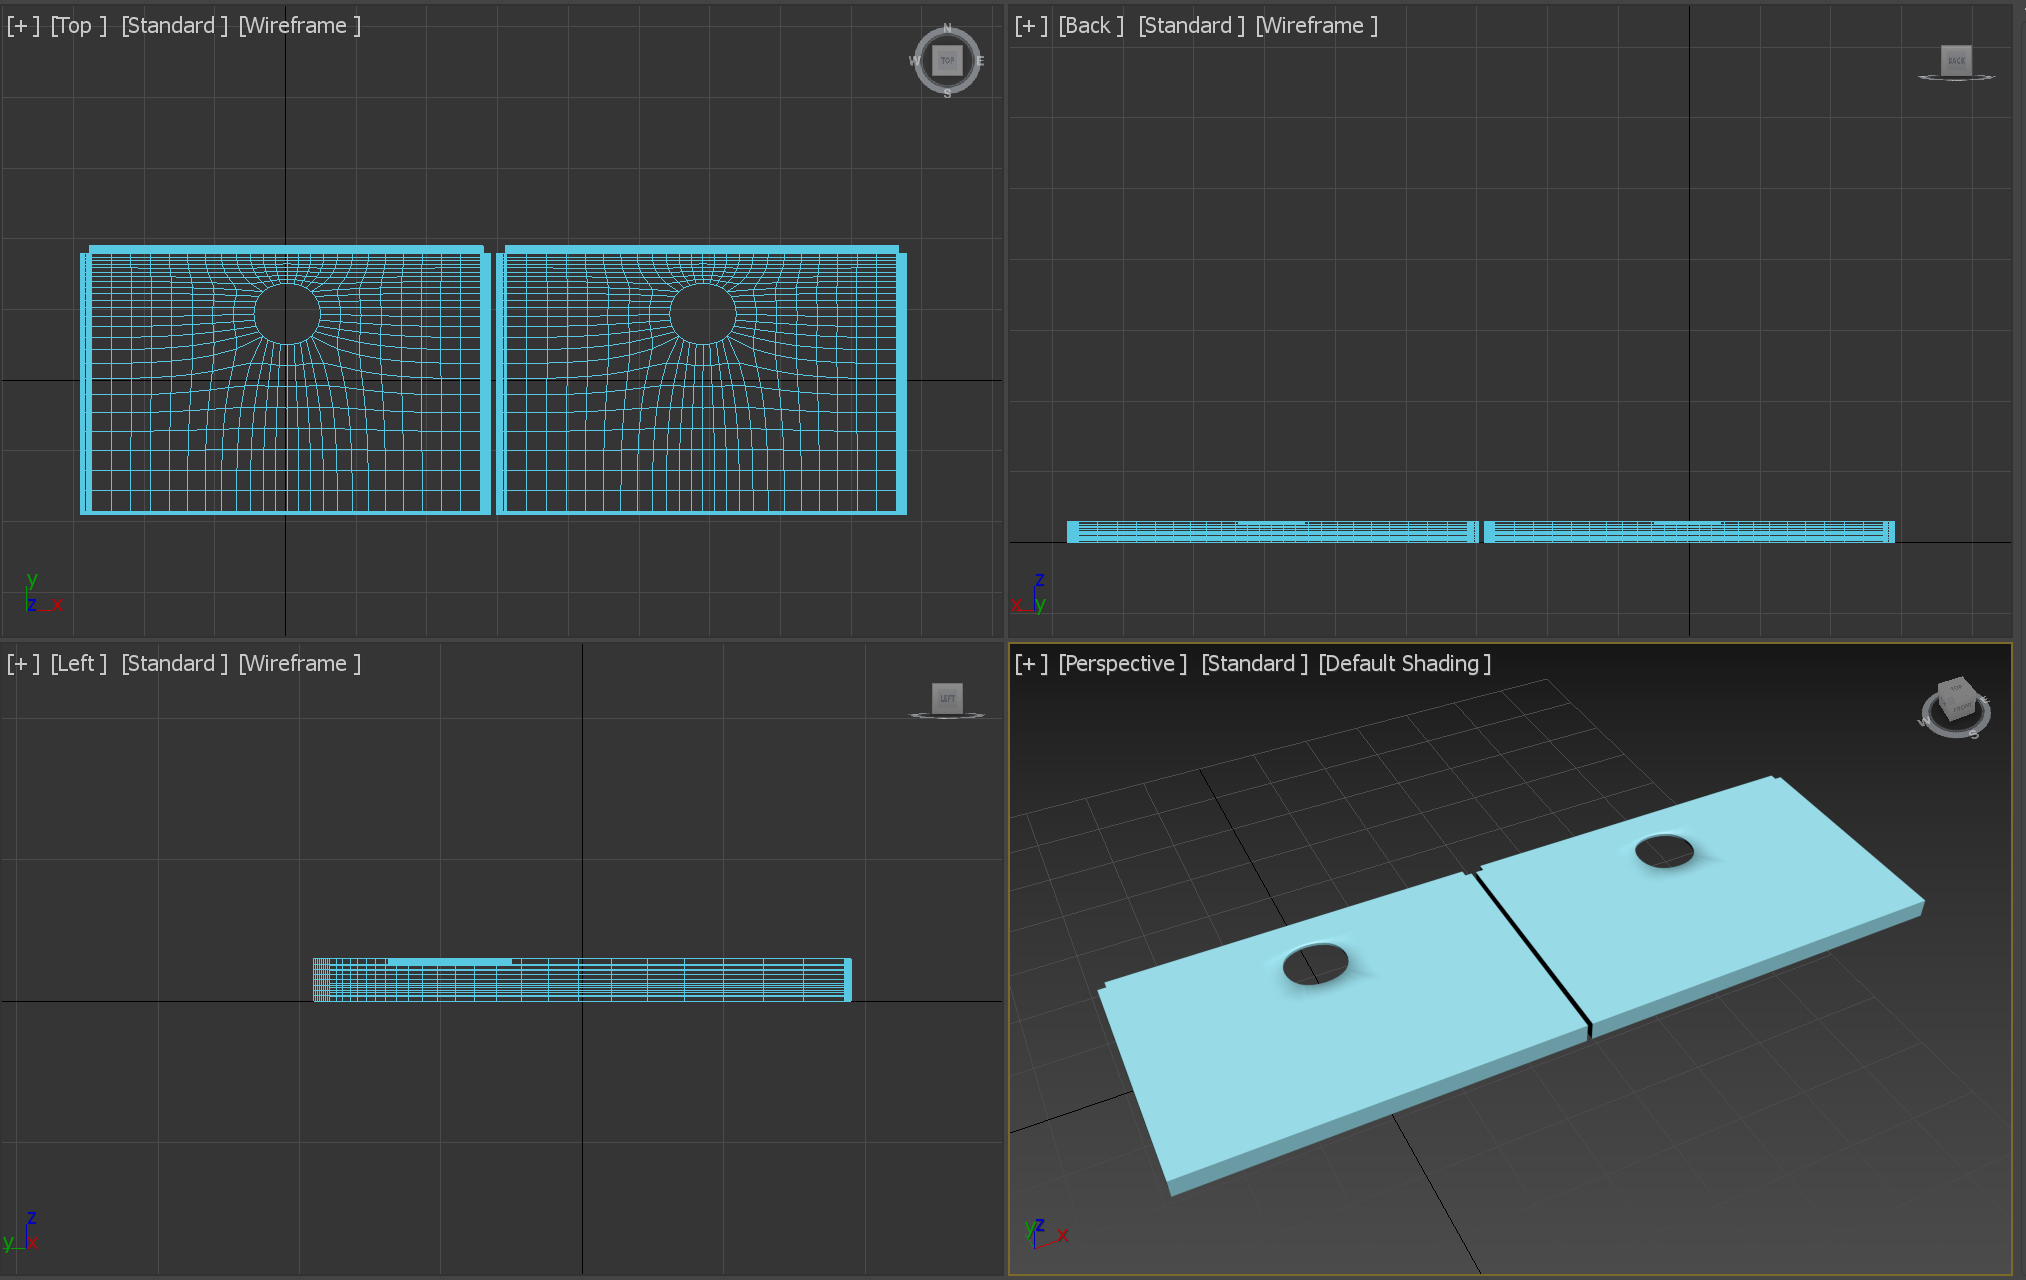 [+] [Top] [Standard] [Wireframe]
N
W TOP E
S
y
z x
[+] [Back] [Standard] [Wireframe]
BACK
z
x y
[+] [Left] [Standard] [Wireframe]
LEFT
z
y x
[+] [Perspective] [Standard] [Default Shading]
TOP
FRONT
W E
S
y z
x